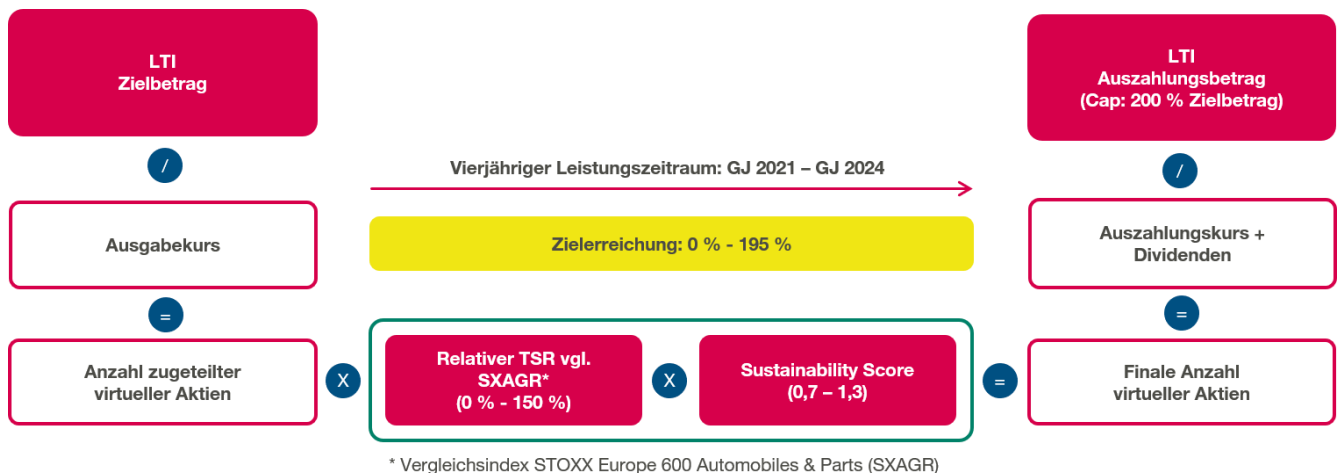 LTI
Zielbetrag
/
Ausgabekurs
=
Anzahl zugeteilter
virtueller Aktien
X
Vierjähriger Leistungszeitraum: GJ 2021 – GJ 2024
Zielerreichung: 0 % - 195 %
Relativer TSR vgl.
SXAGR*
(0 % - 150 %)
X
Sustainability Score
(0,7 – 1,3)
=
LTI
Auszahlungsbetrag
(Cap: 200 % Zielbetrag)
/
Auszahlungskurs +
Dividenden
=
Finale Anzahl
virtueller Aktien
* Vergleichsindex STOXX Europe 600 Automobiles & Parts (SXAGR)